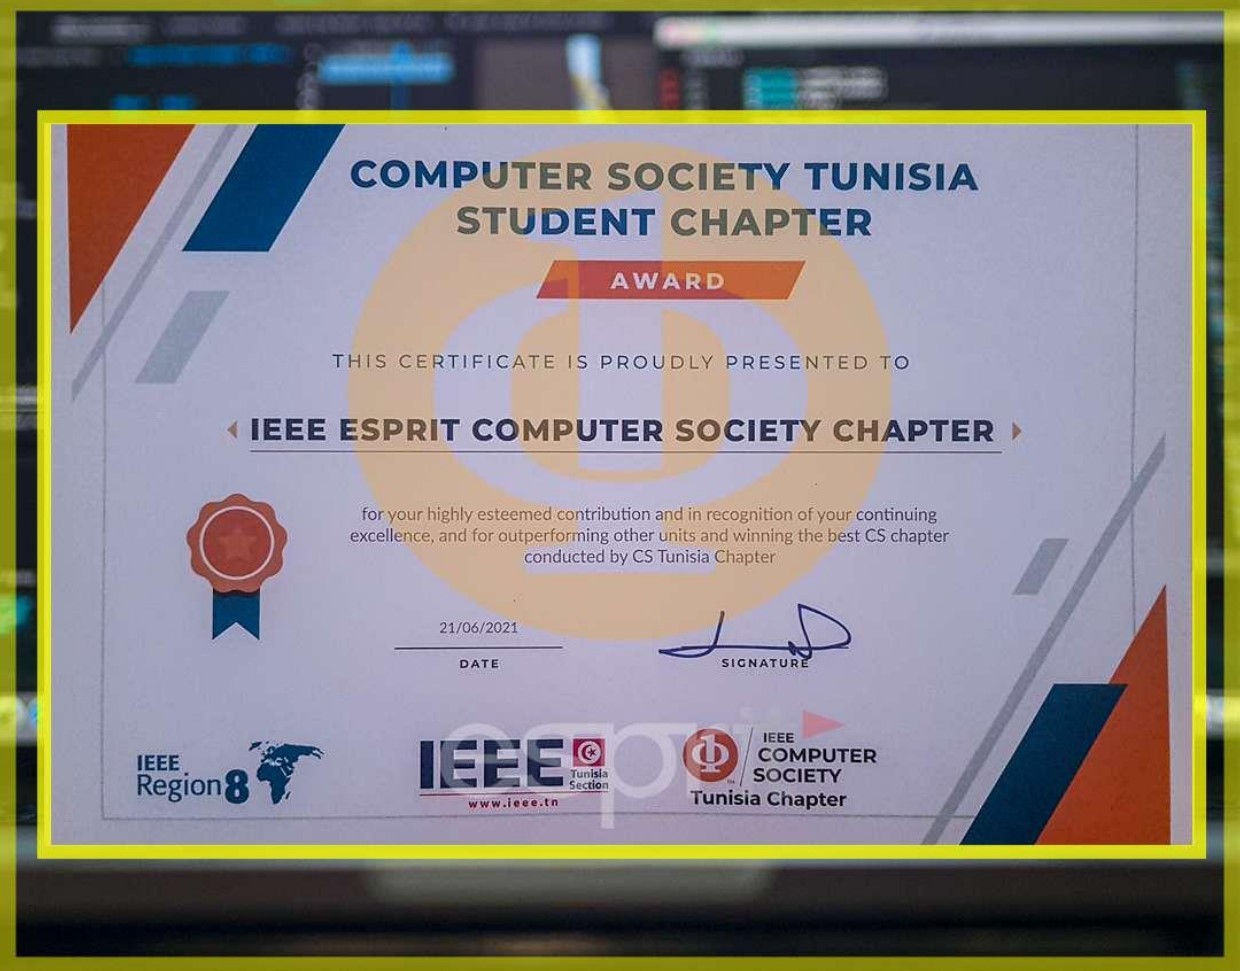 COMPUTER SOCIETY TUNISIA
STUDENT CHAPTER
AWARD
THIS CERTIFICATE IS PROUDLY PRESENTED TO
IEEE ESPRIT COMPUTER SOCIETY CHAPTER
for your highly esteemed contribution and in recognition of your continuing
excellence, and for outperforming other units and winning the best CS chapter
conducted by CS Tunisia Chapter
21/06/2021
DATE
SIGNATURE
IEEE
Region 8
IEEE
Tunisia
Section
www.ieee.tn
IEEE
COMPUTER
SOCIETY
Tunisia Chapter